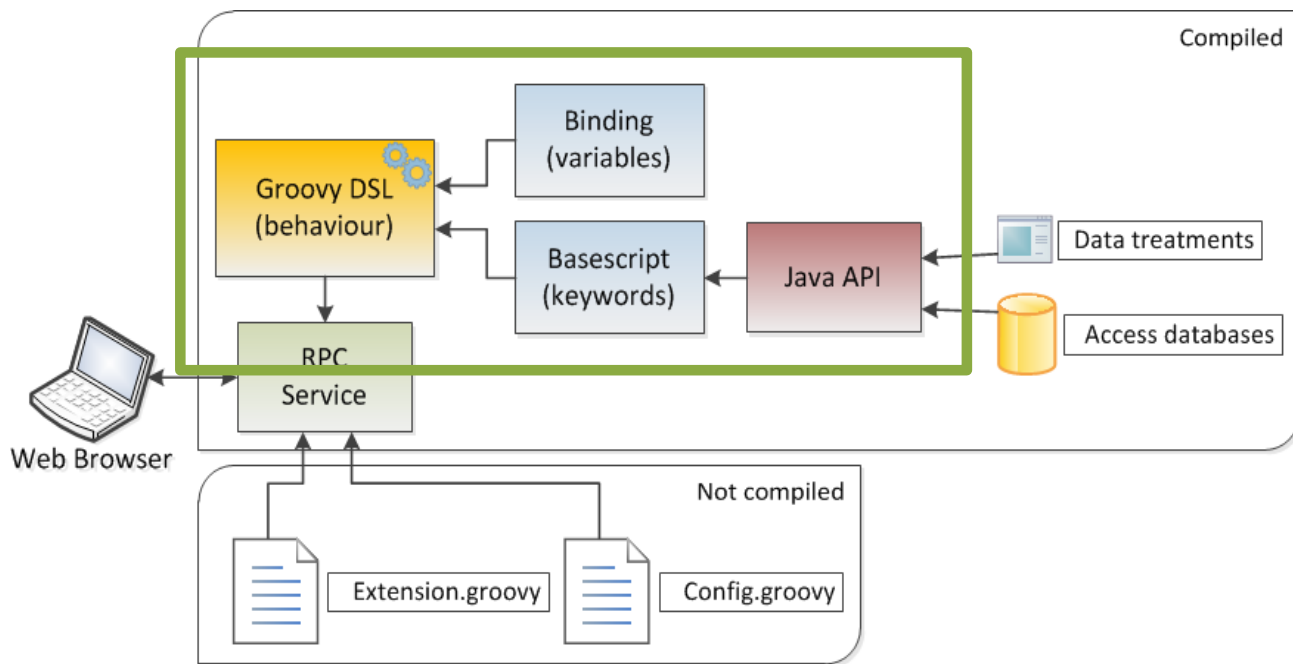 Compiled
Binding
(variables)
Groovy DSL
(behaviour)
Basescript
(keywords)
Java API
Data treatments
Access databases
RPC
Service
Web Browser
Not compiled
Extension.groovy
Config.groovy